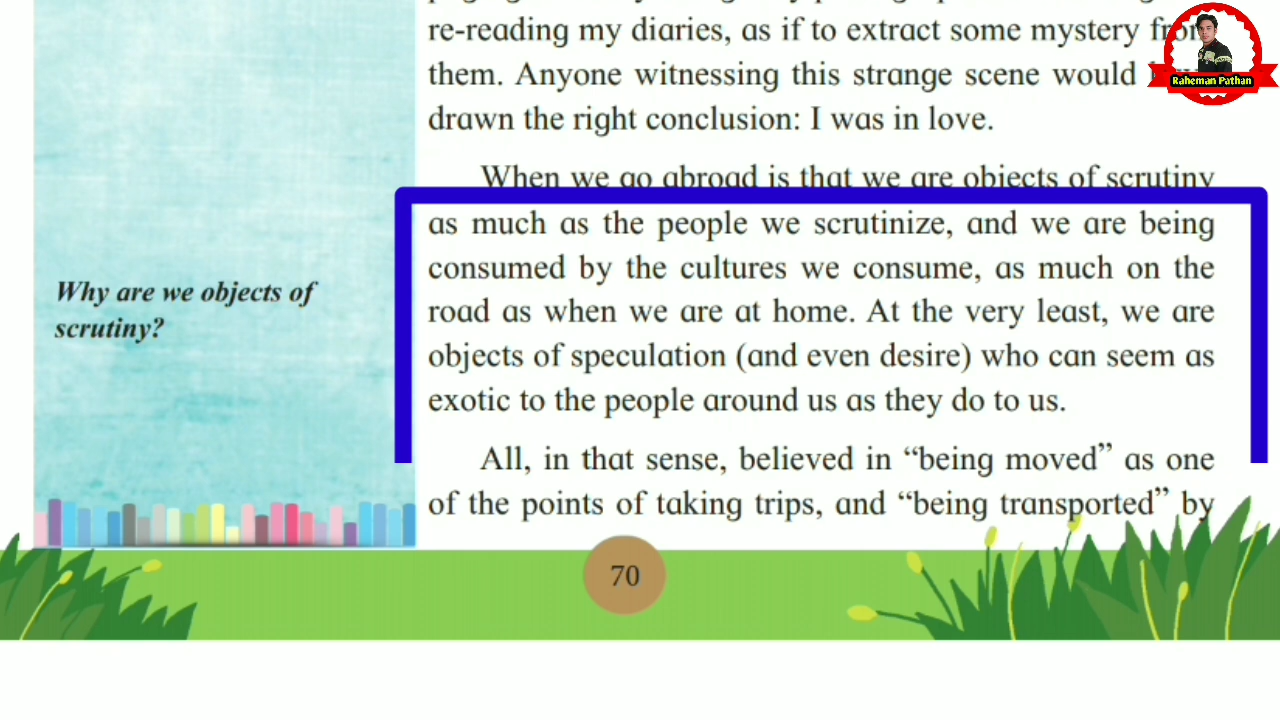 re-reading my diaries, as if to extract some mystery from
them. Anyone witnessing this strange scene would
drawn the right conclusion: I was in love.
When we go abroad is that we are objects of scrutiny
as much as the people we scrutinize, and we are being
consumed by the cultures we consume, as much on the
road as when we are at home. At the very least, we are
objects of speculation (and even desire) who can seem as
exotic to the people around us as they do to us.
All, in that sense, believed in “being moved” as one
of the points of taking trips, and “being transported” by
Why are we objects of
scrutiny?
70
Raheman Pathan